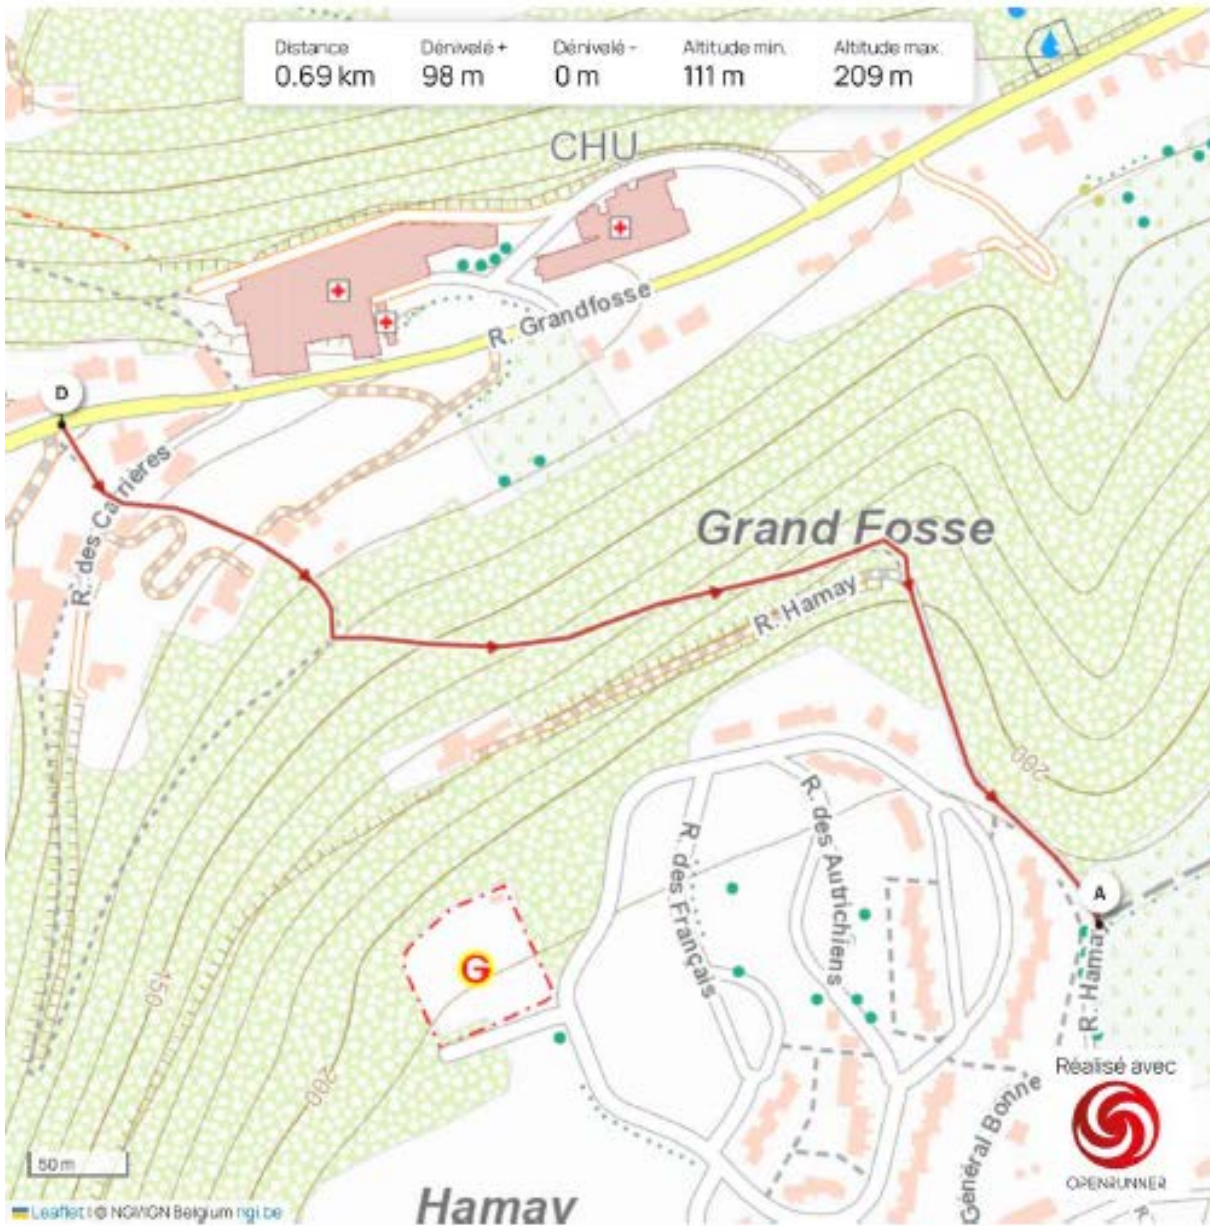 Distance Dénivelé + Dénivelé - Altitude min. Altitude max.
0.69 km 98 m 0 m 111 m 209 m
CHU
R. Grandfosse
D
R. des Carrières
Grand Fosse
R. Hamay
200
R. des Autrichiens
R. des Français
A
G
150
R. Hamay
200
Réalisé avec
Général Bonne
OPENRUNNER
50 m
Hamay
R.
Leaflet | © NGI/IGN Belgium ngi.be